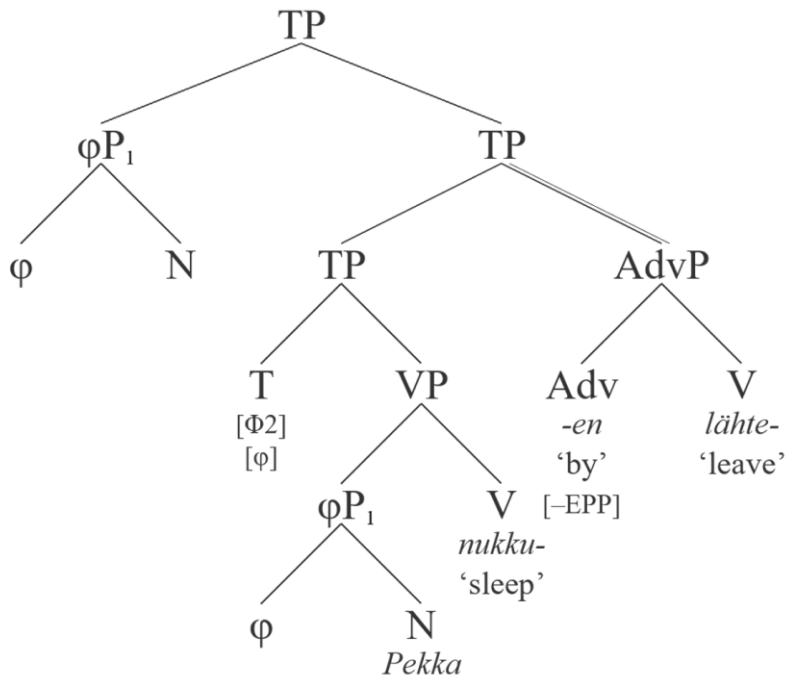 TP
φP₁ TP
φ N TP AdvP
T VP Adv V
[Φ2] -en lähte-
[φ] ‘by’ ‘leave’
φP₁ V [–EPP]
nukku-
‘sleep’
φ N
Pekka